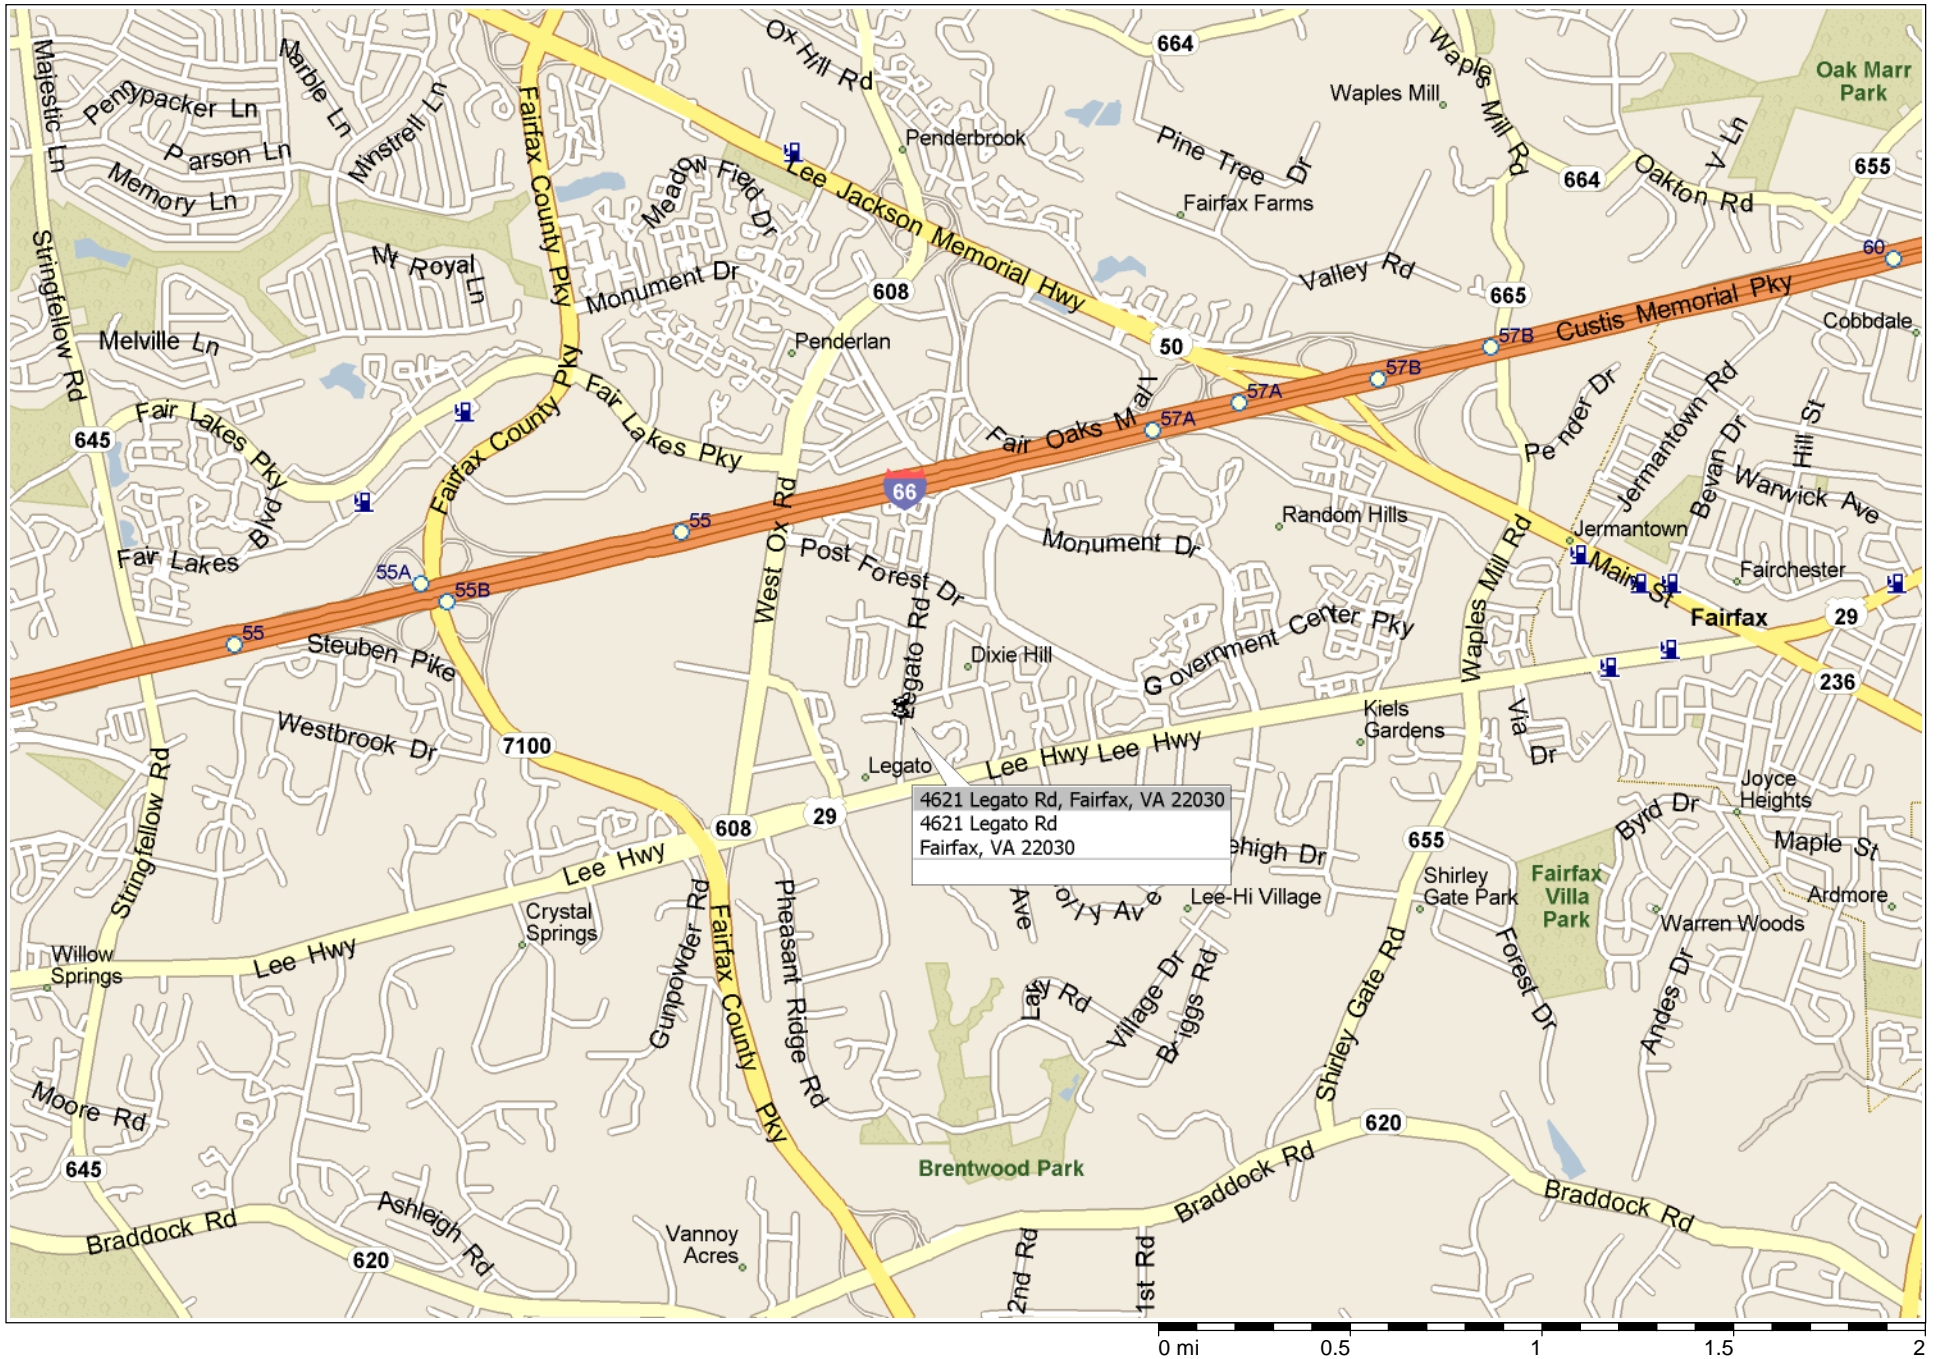 Ox Hill Rd
664
Waples Mill Rd
Oak Marr
Park
Majestic Ln
Pennypacker Ln
Marble Ln
Minstrell Ln
Fairfax County Pky
Waples Mill
Penderbrook
Pine Tree Dr
V Ln
Parson Ln
Memory Ln
Meadow Field Dr
Lee Jackson Memorial Hwy
664
Oakton Rd
655
Fairfax Farms
Stringfellow Rd
Mt Royal Ln
Monument Dr
608
Valley Rd
665
60
Custis Memorial Pky
Melville Ln
Penderlan
50
57B
57B
Cobbdale
Fairfax County Pky
Fair Lakes Pky
57A
57A
Fair Lakes Pky
645
Fair Oaks Mall
Pender Dr
Jermantown Rd
Bevan Dr
Hill St
Warwick Ave
66
West Ox Rd
55
Random Hills
Jermantown
Fair Lakes Blvd
Post Forest Dr
Monument Dr
Waples Mill Rd
Main St
Fairchester
55A
55B
Fairfax
29
Legato Rd
Government Center Pky
55
Steuben Pike
Dixie Hill
236
Westbrook Dr
7100
Kiels
Gardens
Via Dr
Lee Hwy Lee Hwy
Legato
4621 Legato Rd, Fairfax, VA 22030
4621 Legato Rd
Fairfax, VA 22030
Joyce
Heights
Byrd Dr
Maple St
608
29
655
Stringfellow Rd
Lee Hwy
ehigh Dr
Shirley
Gate Park
Fairfax
Villa
Park
Ardmore
Warren Woods
Crystal
Springs
Gunpowder Rd
Fairfax County Pky
Pheasant Ridge Rd
Ave
Ave
Lee-Hi Village
Willow
Springs
Lee Hwy
Village Dr
Briggs Rd
Shirley Gate Rd
Forest Dr
Andes Dr
Moore Rd
645
620
Brentwood Park
Braddock Rd
Braddock Rd
Braddock Rd
620
Ashleigh Rd
Vannoy
Acres
2nd Rd
1st Rd
0 mi 0.5 1 1.5 2